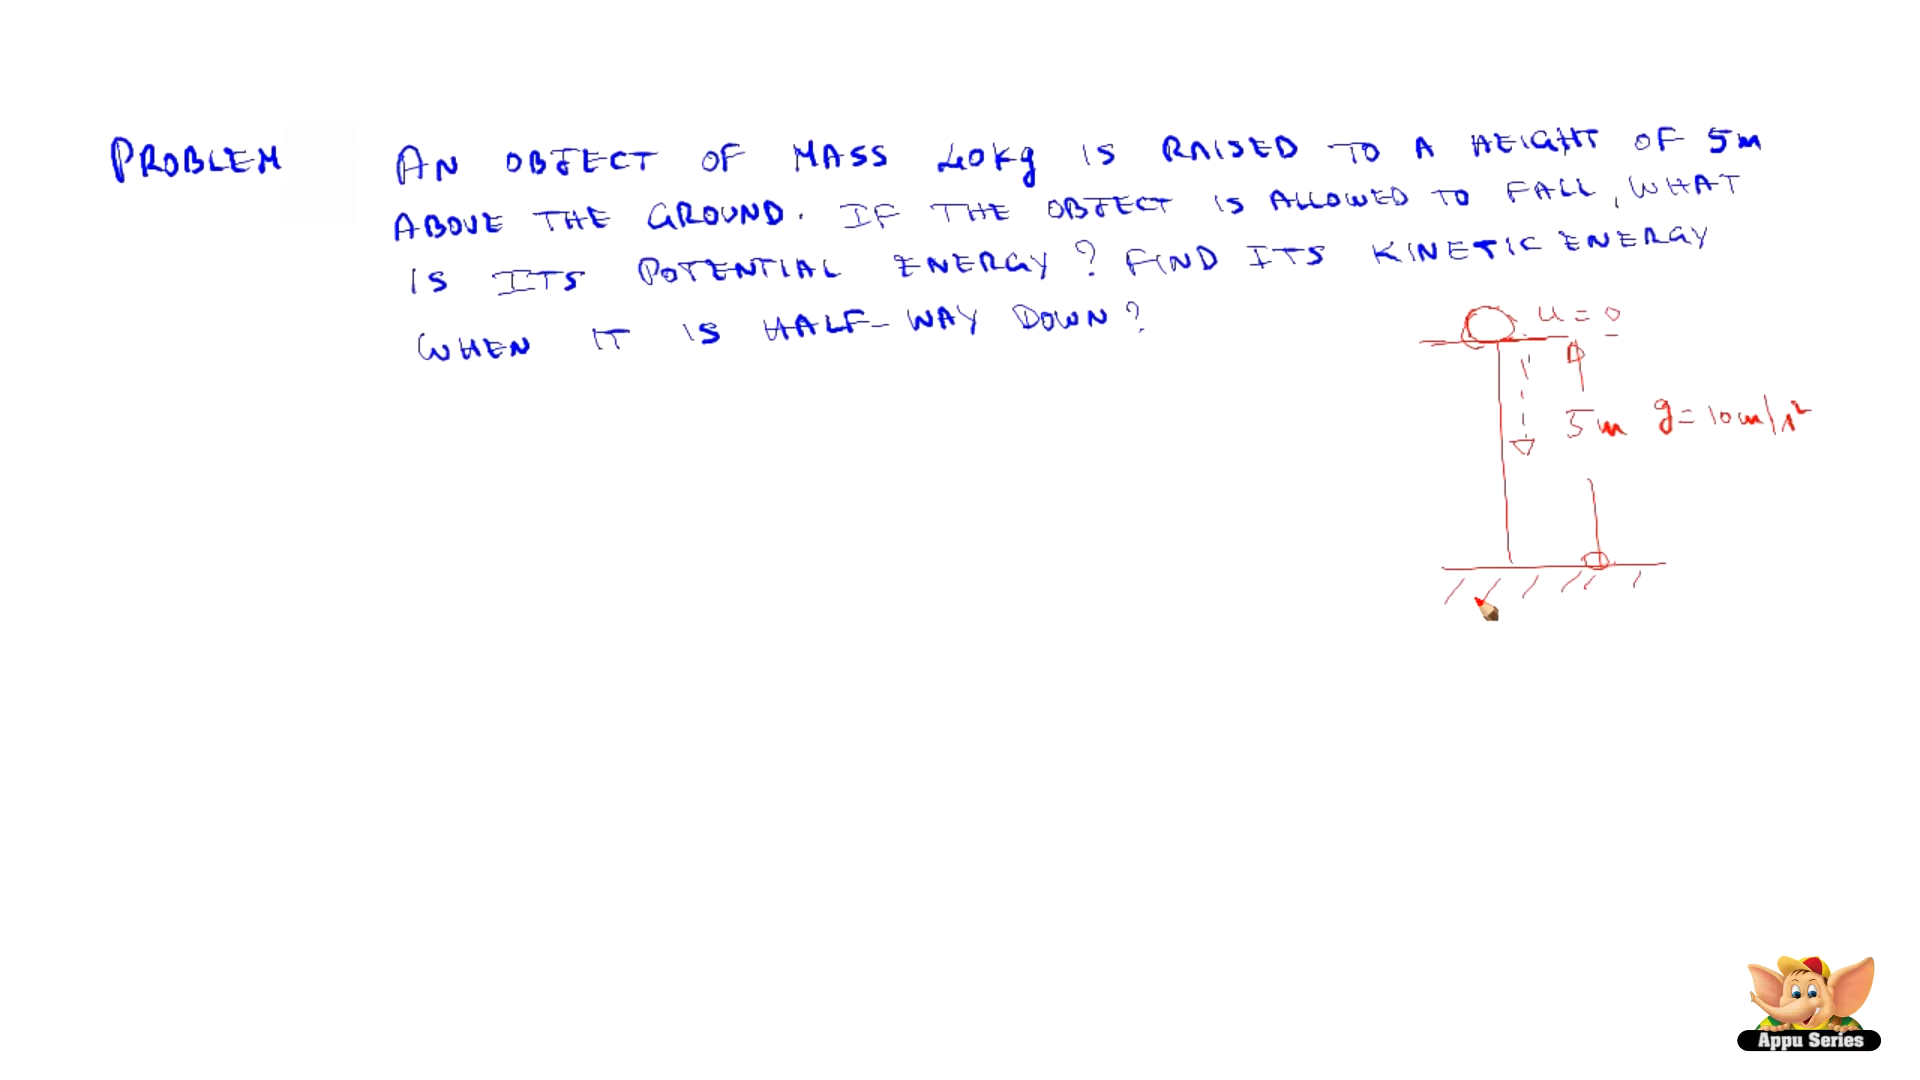 PROBLEM AN OBJECT OF MASS 40kg IS RAISED TO A HEIGHT OF 5m
ABOVE THE GROUND. IF THE OBJECT IS ALLOWED TO FALL, WHAT
IS ITS POTENTIAL ENERGY? FIND ITS KINETIC ENERGY
WHEN IT IS HALF-WAY DOWN?
u = 0
5m g = 10m/s²
Appu Series